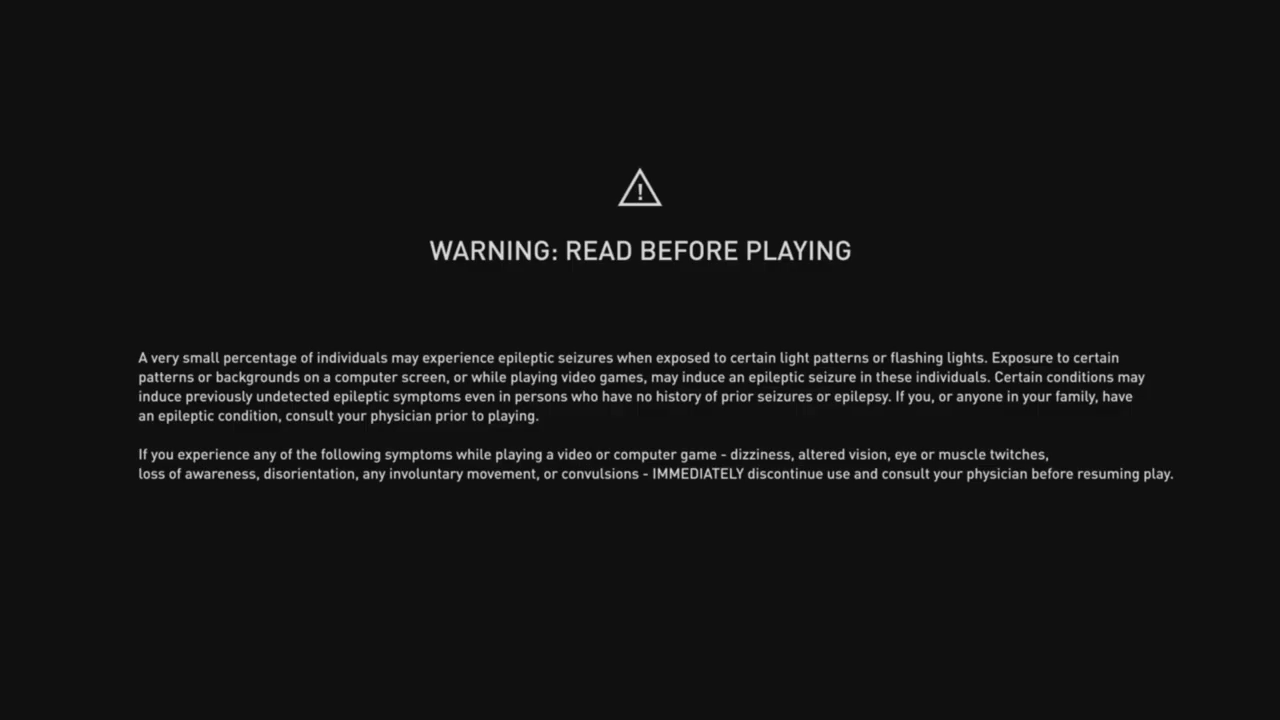 WARNING: READ BEFORE PLAYING
A very small percentage of individuals may experience epileptic seizures when exposed to certain light patterns or flashing lights. Exposure to certain
patterns or backgrounds on a computer screen, or while playing video games, may induce an epileptic seizure in these individuals. Certain conditions may
induce previously undetected epileptic symptoms even in persons who have no history of prior seizures or epilepsy. If you, or anyone in your family, have
an epileptic condition, consult your physician prior to playing.
If you experience any of the following symptoms while playing a video or computer game - dizziness, altered vision, eye or muscle twitches,
loss of awareness, disorientation, any involuntary movement, or convulsions - IMMEDIATELY discontinue use and consult your physician before resuming play.